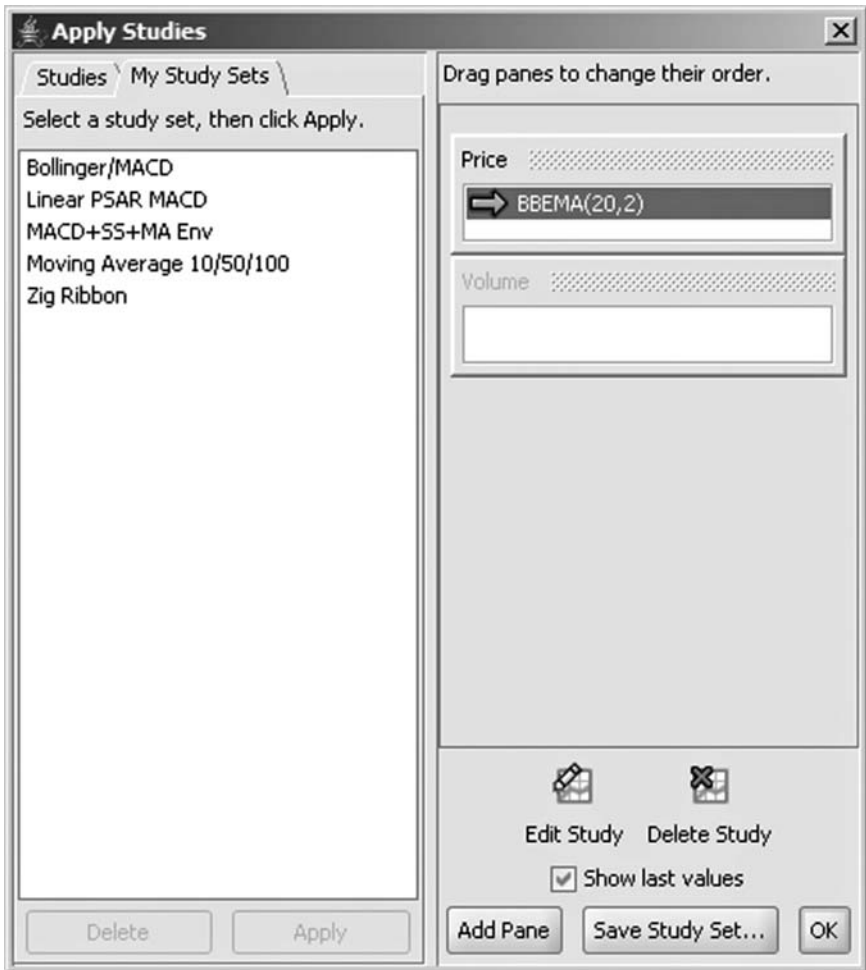 Apply Studies
Studies
My Study Sets
Select a study set, then click Apply.
Bollinger/MACD
Linear PSAR MACD
MACD+SS+MA Env
Moving Average 10/50/100
Zig Ribbon
Delete
Apply
Drag panes to change their order.
Price
BBEMA(20,2)
Volume
Edit Study
Delete Study
Show last values
Add Pane
Save Study Set...
OK